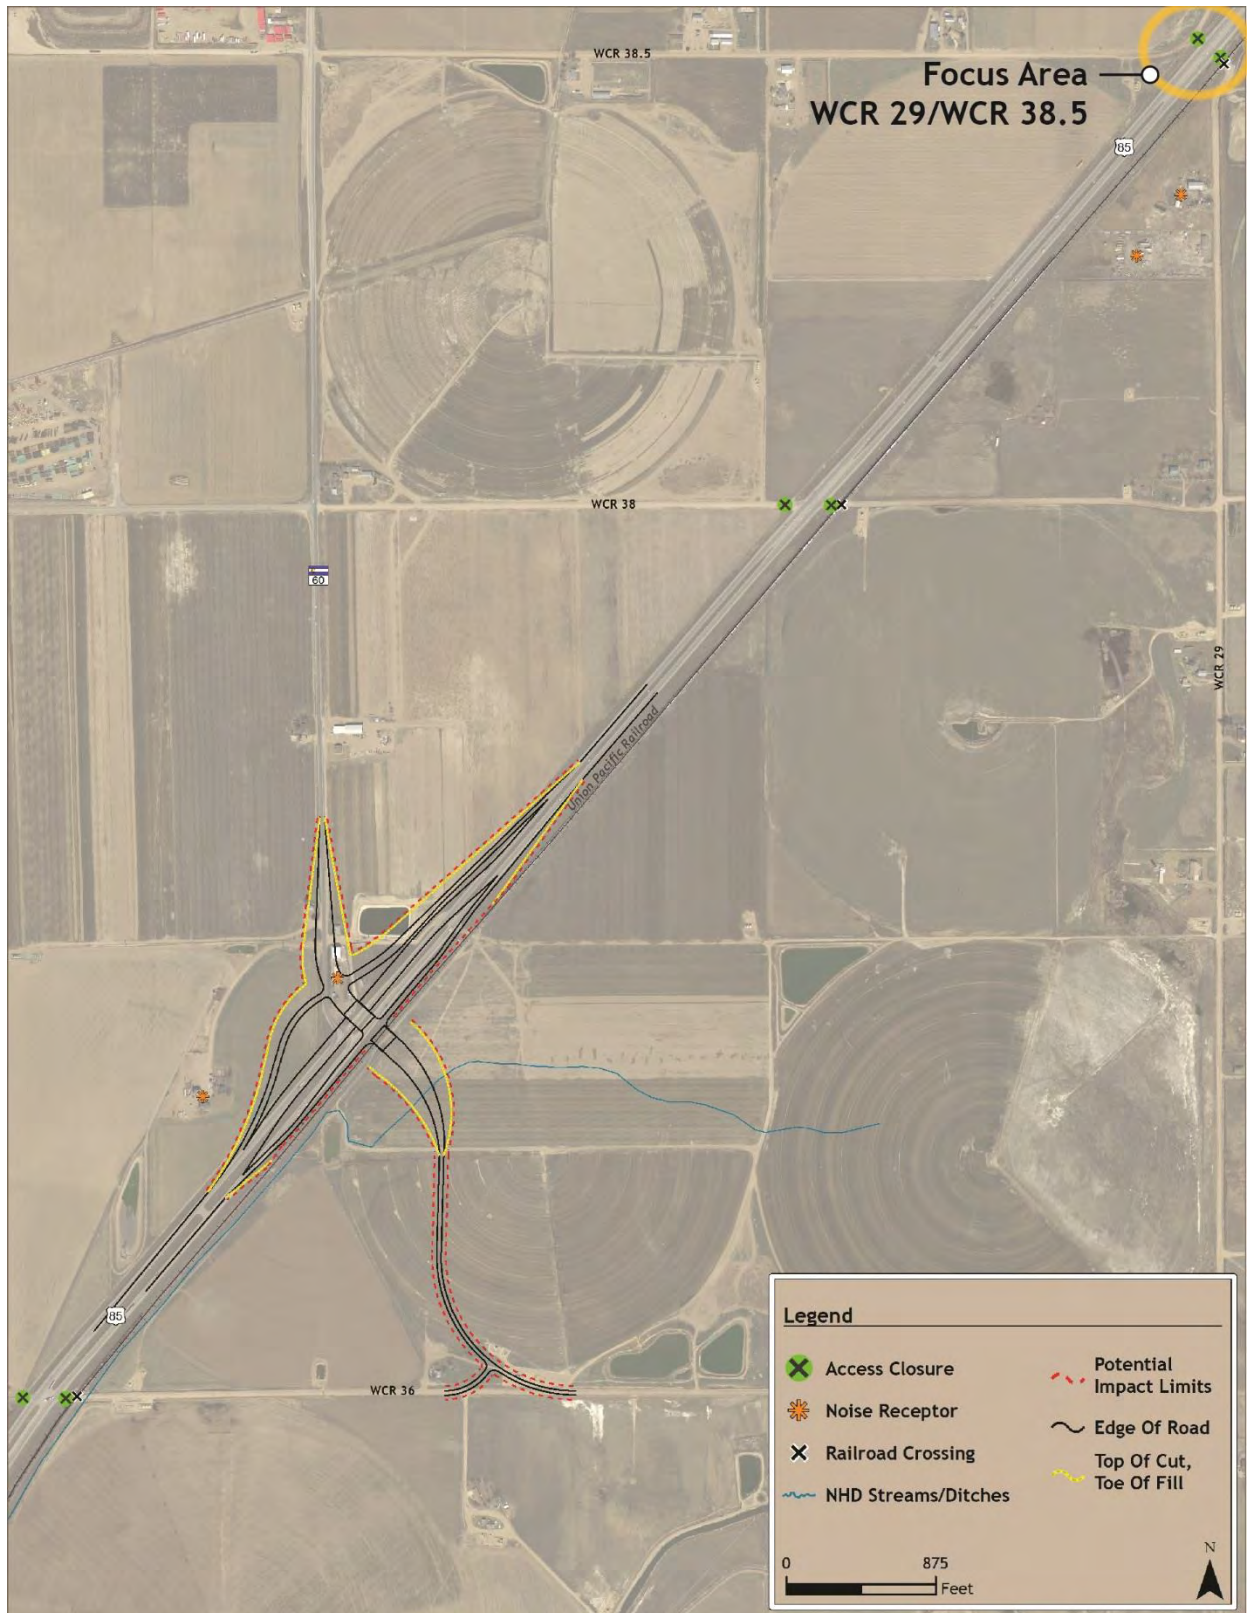 WCR 38.5
Focus Area
WCR 29/WCR 38.5
85
WCR 38
60
WCR 29
Union Pacific Railroad
85
WCR 36
Legend
Access Closure
Noise Receptor
Railroad Crossing
NHD Streams/Ditches
Potential
Impact Limits
Edge Of Road
Top Of Cut,
Toe Of Fill
0 875
Feet
N